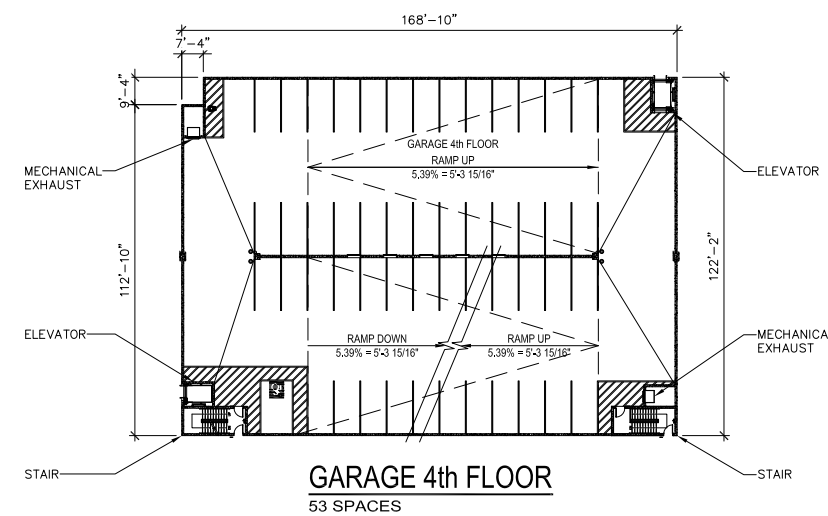 168'-10"
7'-4"
9'-4"
MECHANICAL
EXHAUST
GARAGE 4th FLOOR
RAMP UP
5.39% = 5'-3 15/16"
ELEVATOR
112'-10"
122'-2"
ELEVATOR
RAMP DOWN
5.39% = 5'-3 15/16"
RAMP UP
5.39% = 5'-3 15/16"
MECHANICA
EXHAUST
STAIR
STAIR
GARAGE 4th FLOOR
53 SPACES